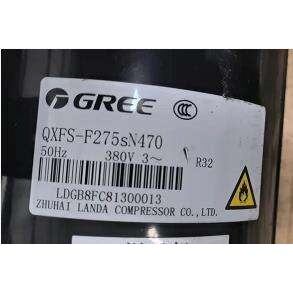 GREE
QXFS-F275sN470
50Hz 380V 3~ R32
LDGB8FC81300013
ZHUHAI LANDA COMPRESSOR CO.,LTD.